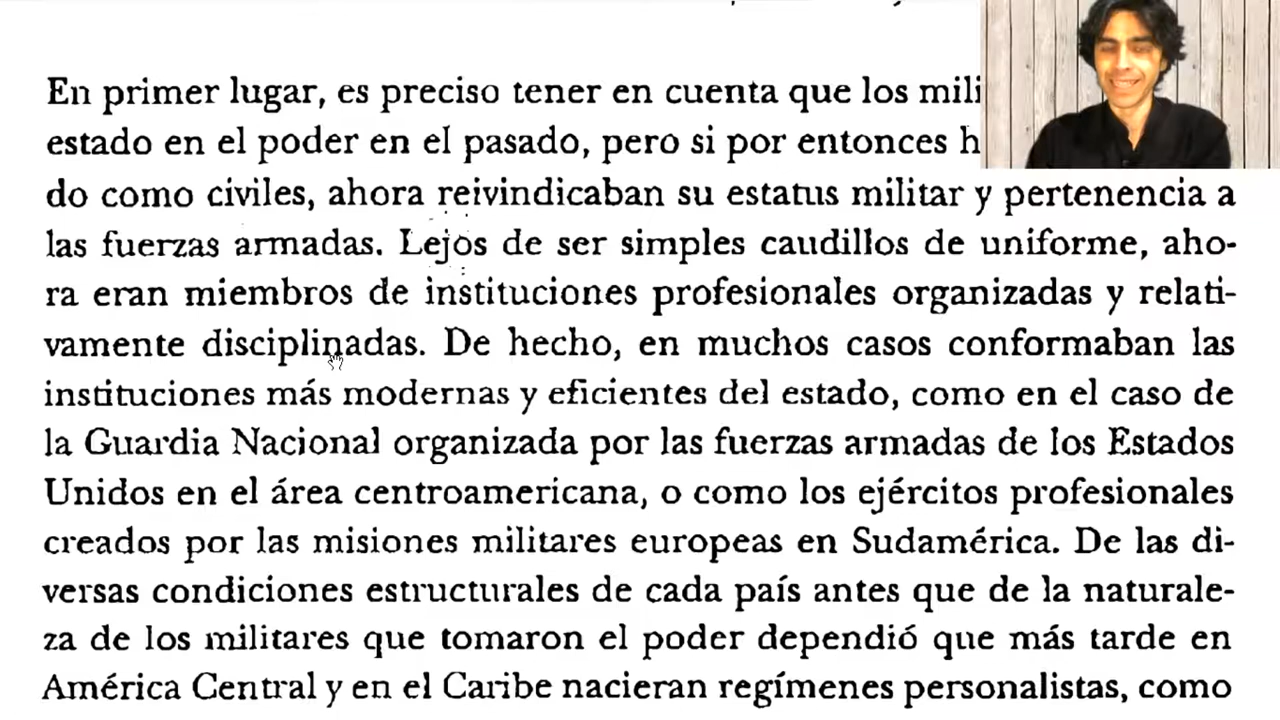 En primer lugar, es preciso tener en cuenta que los
estado en el poder en el pasado, pero si por entonces
do como civiles, ahora reivindicaban su estatus militar y pertenencia a
las fuerzas armadas. Lejos de ser simples caudillos de uniforme, aho-
ra eran miembros de instituciones profesionales organizadas y relati-
vamente disciplinadas. De hecho, en muchos casos conformaban las
instituciones más modernas y eficientes del estado, como en el caso de
la Guardia Nacional organizada por las fuerzas armadas de los Estados
Unidos en el área centroamericana, o como los ejércitos profesionales
creados por las misiones militares europeas en Sudamérica. De las di-
versas condiciones estructurales de cada país antes que de la naturale-
za de los militares que tomaron el poder dependió que más tarde en
América Central y en el Caribe nacieran regímenes personalistas, como